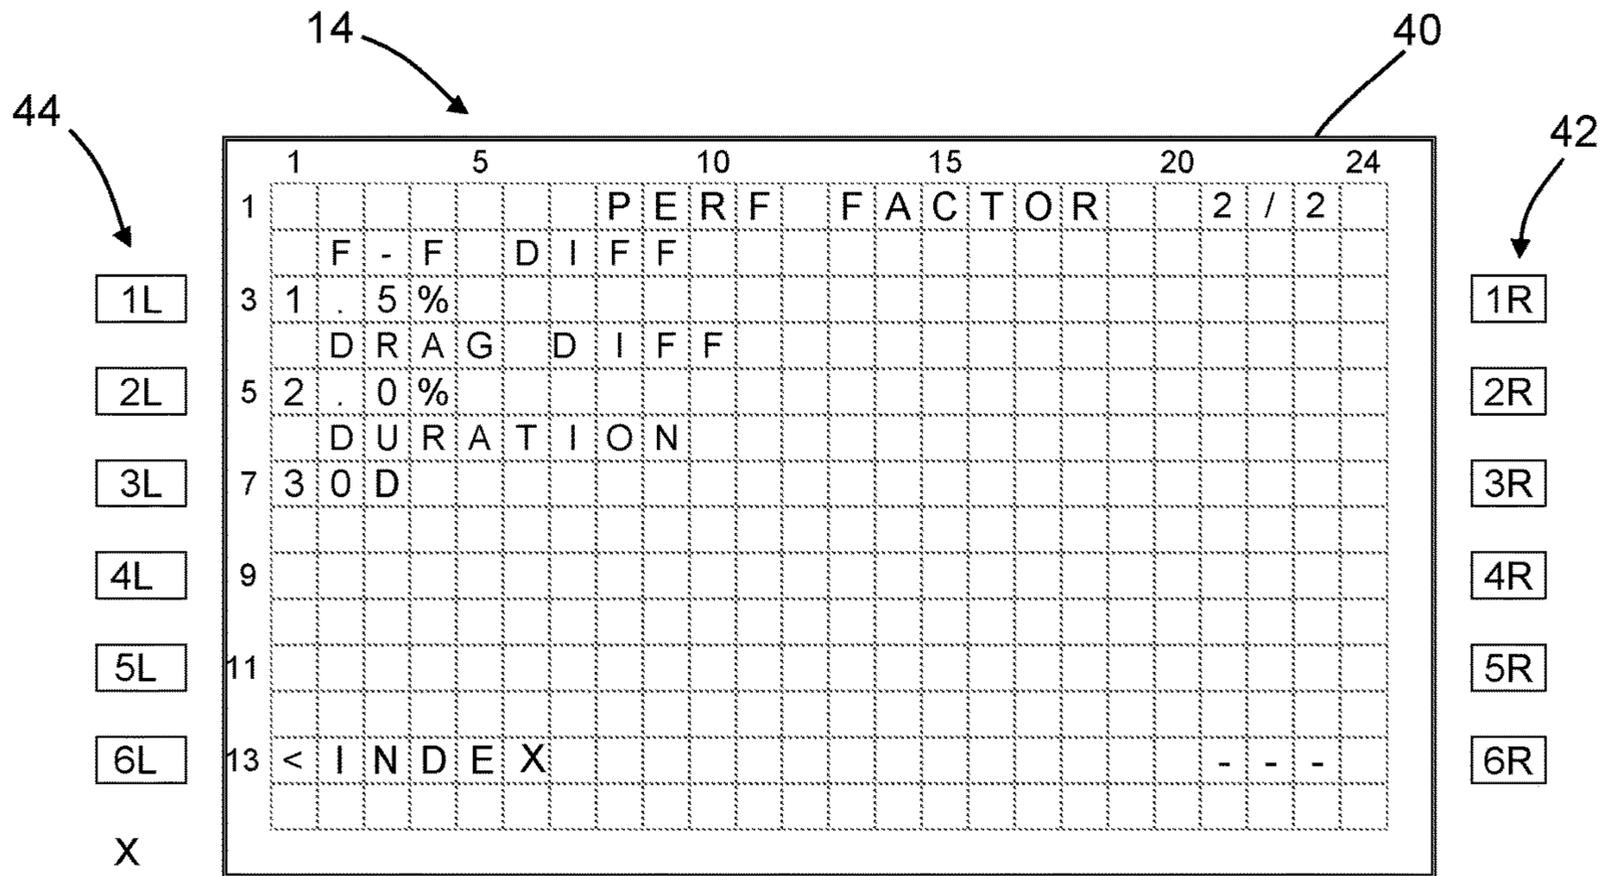 14 40
44 42
1 5 10 15 20 24
1 PERF FACTOR 2/2
F-F DIFF
1L 3 1.5% 1R
DRAG DIFF
2L 5 2.0% 2R
DURATION
3L 7 30D 3R
4L 9 4R
5L 11 5R
6L 13 <INDEX --- 6R
X